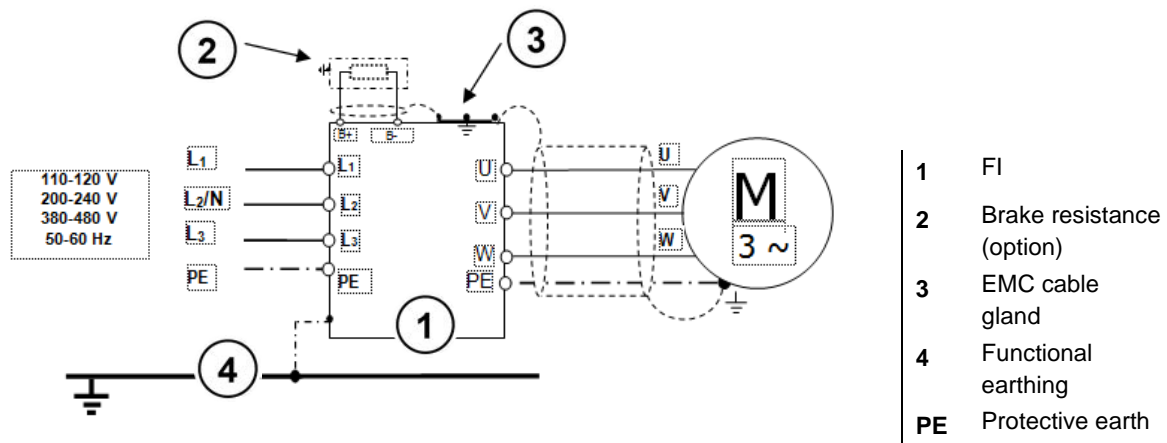 2
3
B+ B-
L1 L1 U U
110-120 V
200-240 V
380-480 V
50-60 Hz
L2/N L2 V V
L3 L3 W W
PE PE PE
M
3 ~
1
4
1 FI
2 Brake resistance
(option)
3 EMC cable
gland
4 Functional
earthing
PE Protective earth